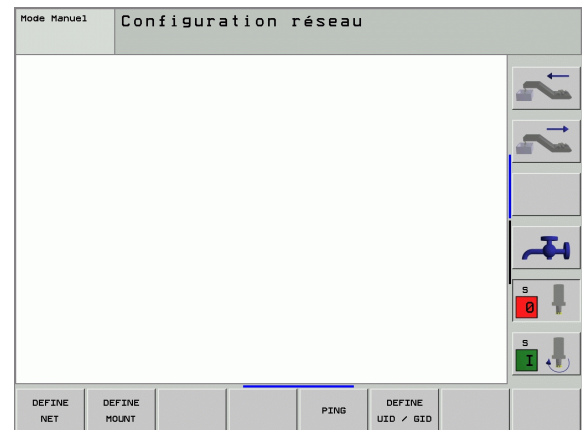 Mode Manuel
Configuration réseau
S
0
S
I
DEFINE
NET
DEFINE
MOUNT
PING
DEFINE
UID / GID